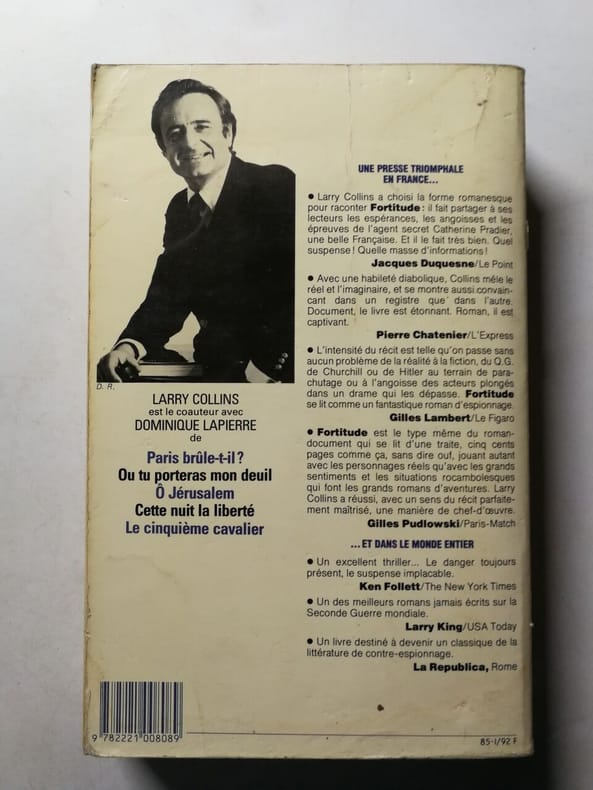 D. R.
LARRY COLLINS
est le coauteur avec
DOMINIQUE LAPIERRE
de
Paris brûle-t-il?
Ou tu porteras mon deuil
Ô Jérusalem
Cette nuit la liberté
Le cinquième cavalier
UNE PRESSE TRIOMPHALE
EN FRANCE...
● Larry Collins a choisi la forme romanesque
pour raconter Fortitude : il fait partager à ses
lecteurs les espérances, les angoisses et les
épreuves de l'agent secret Catherine Pradier,
une belle Française. Et il le fait très bien. Quel
suspense! Quelle masse d'informations!
Jacques Duquesne/Le Point
● Avec une habileté diabolique, Collins mêle le
réel et l'imaginaire, et se montre aussi convain-
cant dans un registre que dans l'autre.
Document, le livre est étonnant. Roman, il est
captivant.
Pierre Chatenier/L'Express
● L'intensité du récit est telle qu'on passe sans
aucun problème de la réalité à la fiction, du Q.G.
de Churchill ou de Hitler au terrain de para-
chutage ou à l'angoisse des acteurs plongés
dans un drame qui les dépasse. Fortitude
se lit comme un fantastique roman d'espionnage.
Gilles Lambert/Le Figaro
● Fortitude est le type même du roman-
document qui se lit d'une traite, cinq cents
pages comme ça, sans dire ouf, jouant autant
avec les personnages réels qu'avec les grands
sentiments et les situations rocambolesques
qui font les grands romans d'aventures. Larry
Collins a réussi, avec un sens du récit parfaite-
ment maîtrisé, une manière de chef-d'œuvre.
Gilles Pudlowski/Paris-Match
...ET DANS LE MONDE ENTIER
● Un excellent thriller... Le danger toujours
présent, le suspense implacable.
Ken Follett/The New York Times
● Un des meilleurs romans jamais écrits sur la
Seconde Guerre mondiale.
Larry King/USA Today
● Un livre destiné à devenir un classique de la
littérature de contre-espionnage.
La Republica, Rome
9 782221 008089
85-I/92 F